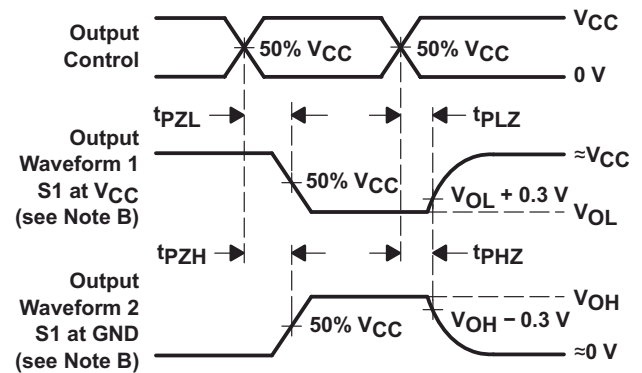 Output
Control
50% VCC
50% VCC
VCC
0 V
tPZL
tPLZ
Output
Waveform 1
S1 at VCC
(see Note B)
50% VCC
≈VCC
VOL + 0.3 V
VOL
tPZH
tPHZ
Output
Waveform 2
S1 at GND
(see Note B)
50% VCC
VOH
VOH − 0.3 V
≈0 V